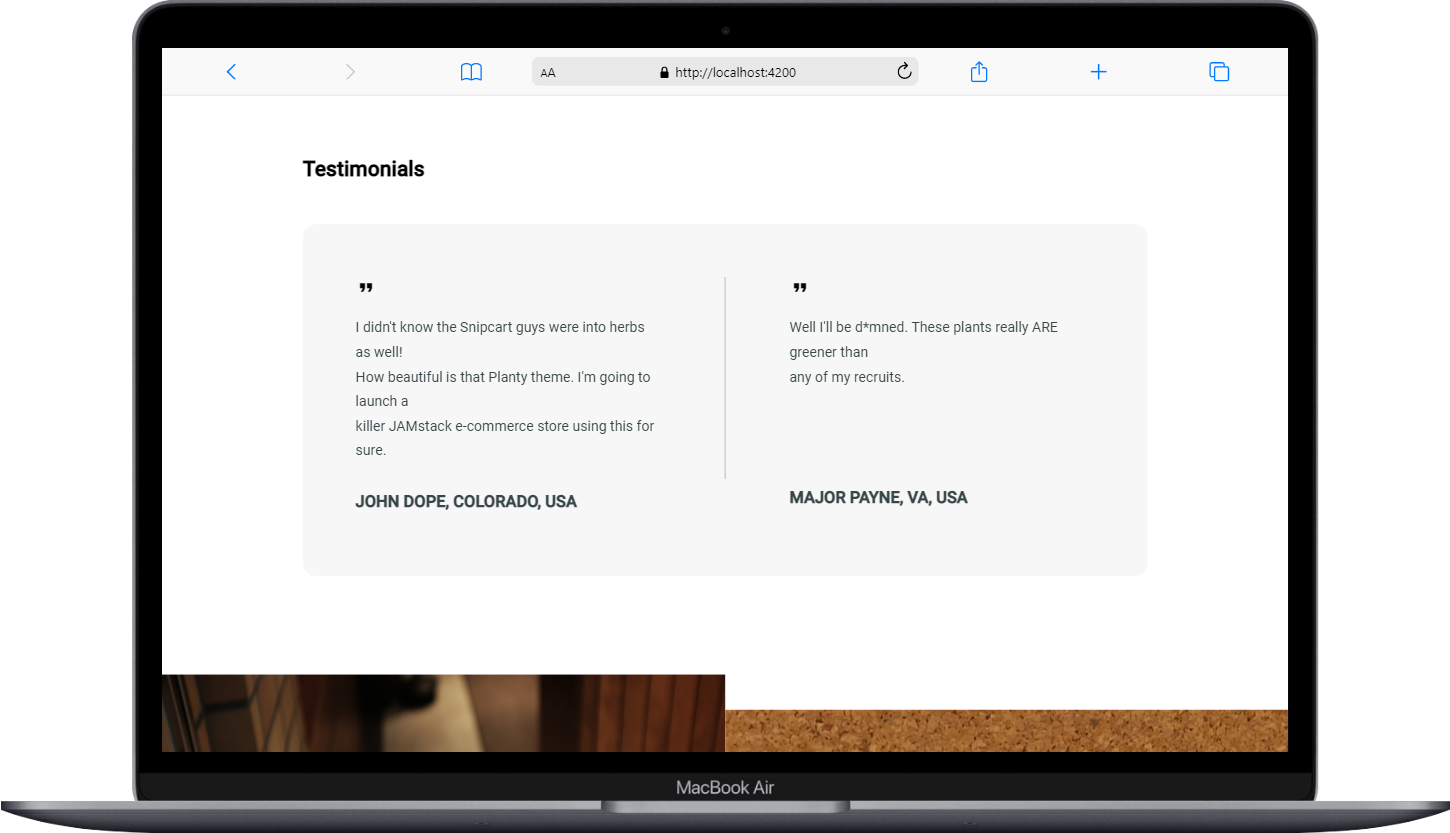 AA
http://localhost:4200
Testimonials
”
I didn't know the Snipcart guys were into herbs
as well!
How beautiful is that Planty theme. I'm going to
launch a
killer JAMstack e-commerce store using this for
sure.
JOHN DOPE, COLORADO, USA
”
Well I'll be d*mned. These plants really ARE
greener than
any of my recruits.
MAJOR PAYNE, VA, USA
MacBook Air